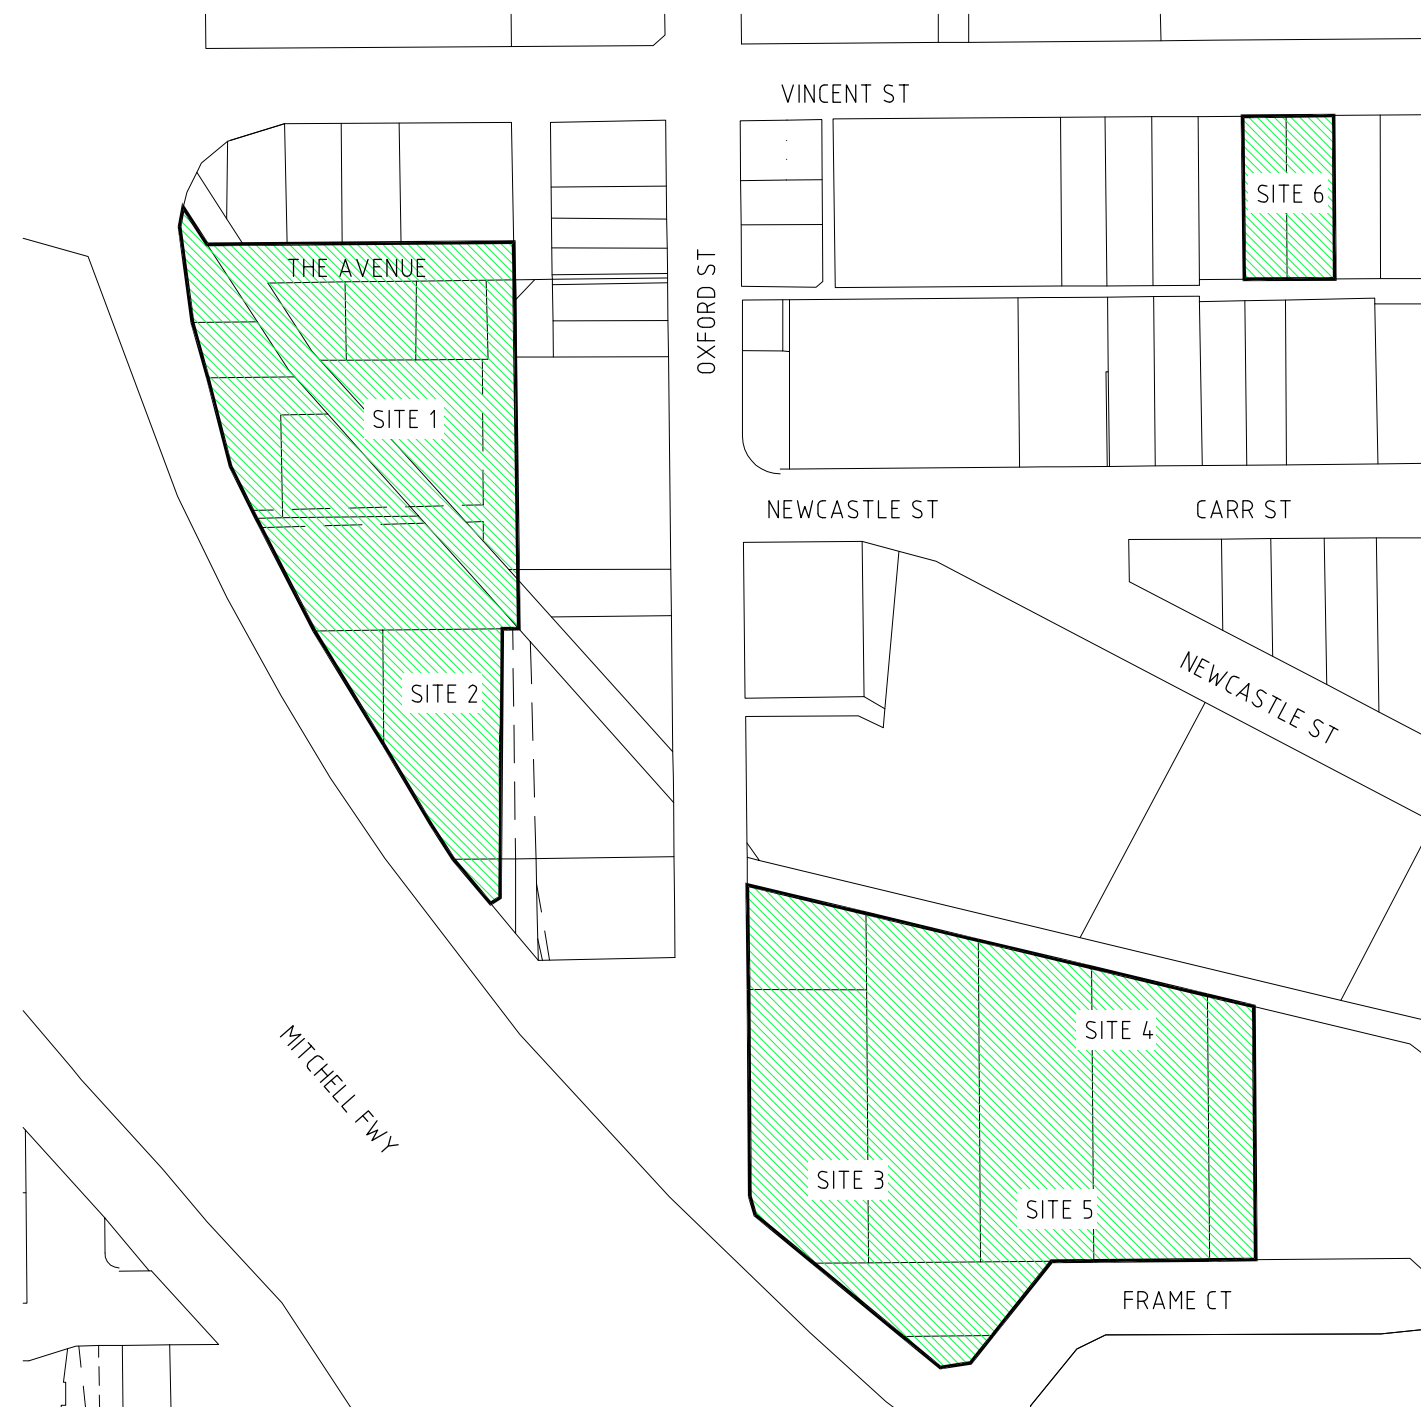 VINCENT ST
SITE 6
THE AVENUE
OXFORD ST
SITE 1
NEWCASTLE ST
CARR ST
SITE 2
NEWCASTLE ST
SITE 4
MITCHELL FWY
SITE 3
SITE 5
FRAME CT